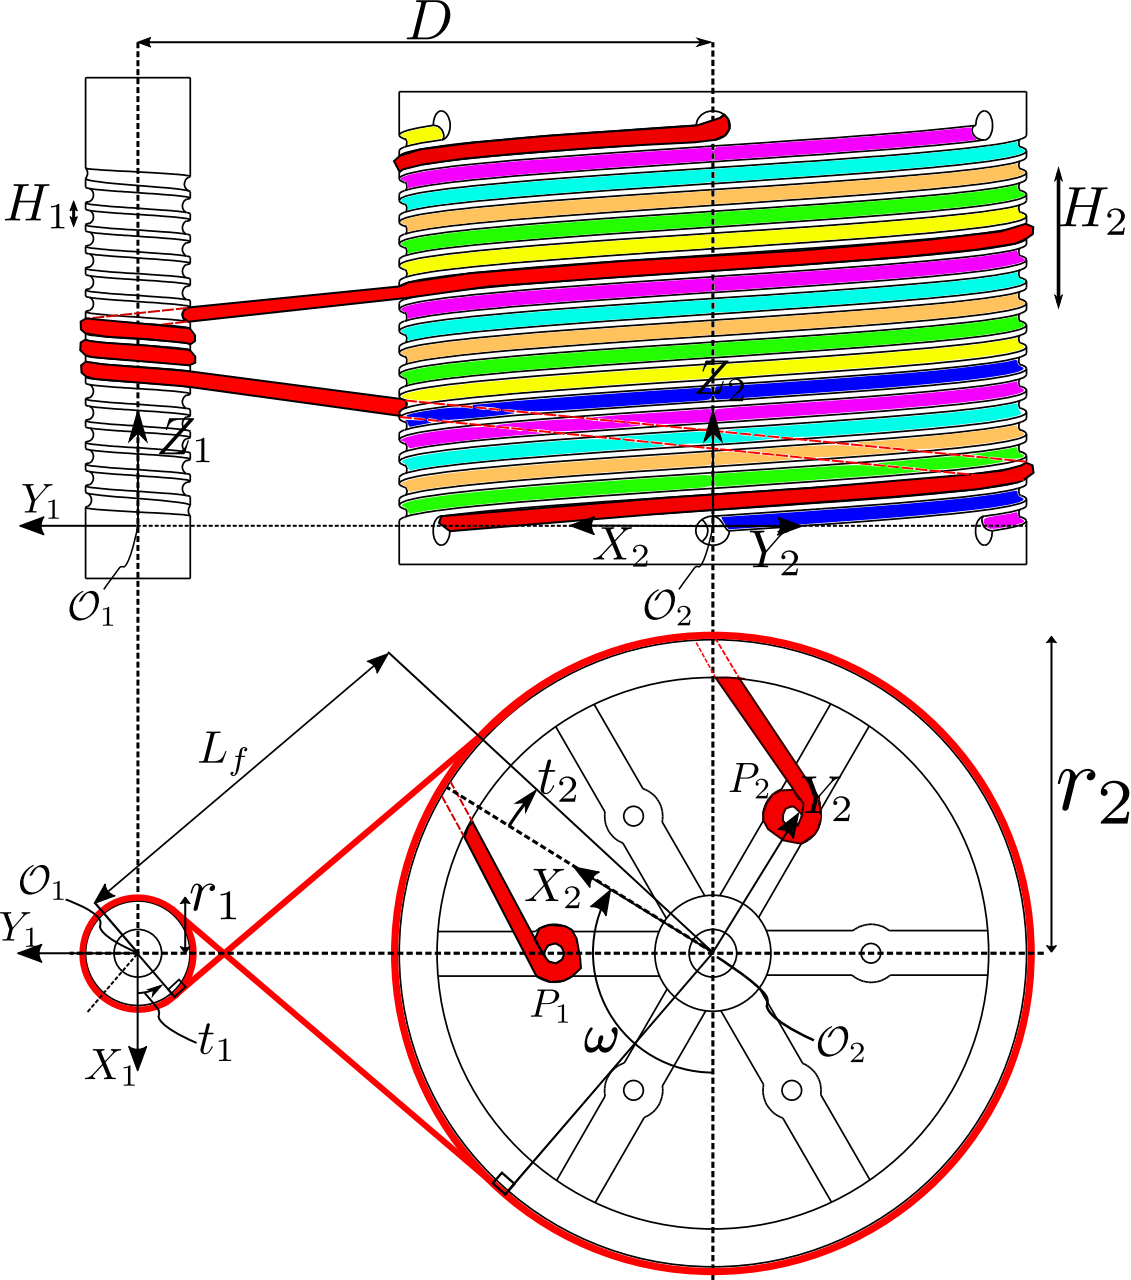 D
H₁
H₂
Z₂
Z₁
Y₁
X₂
Y₂
𝒪₁
𝒪₂
L_f
t₂
P₂
Y₂
r₂
𝒪₁
r₁
X₂
Y₁
P₁
ω
t₁
𝒪₂
X₁